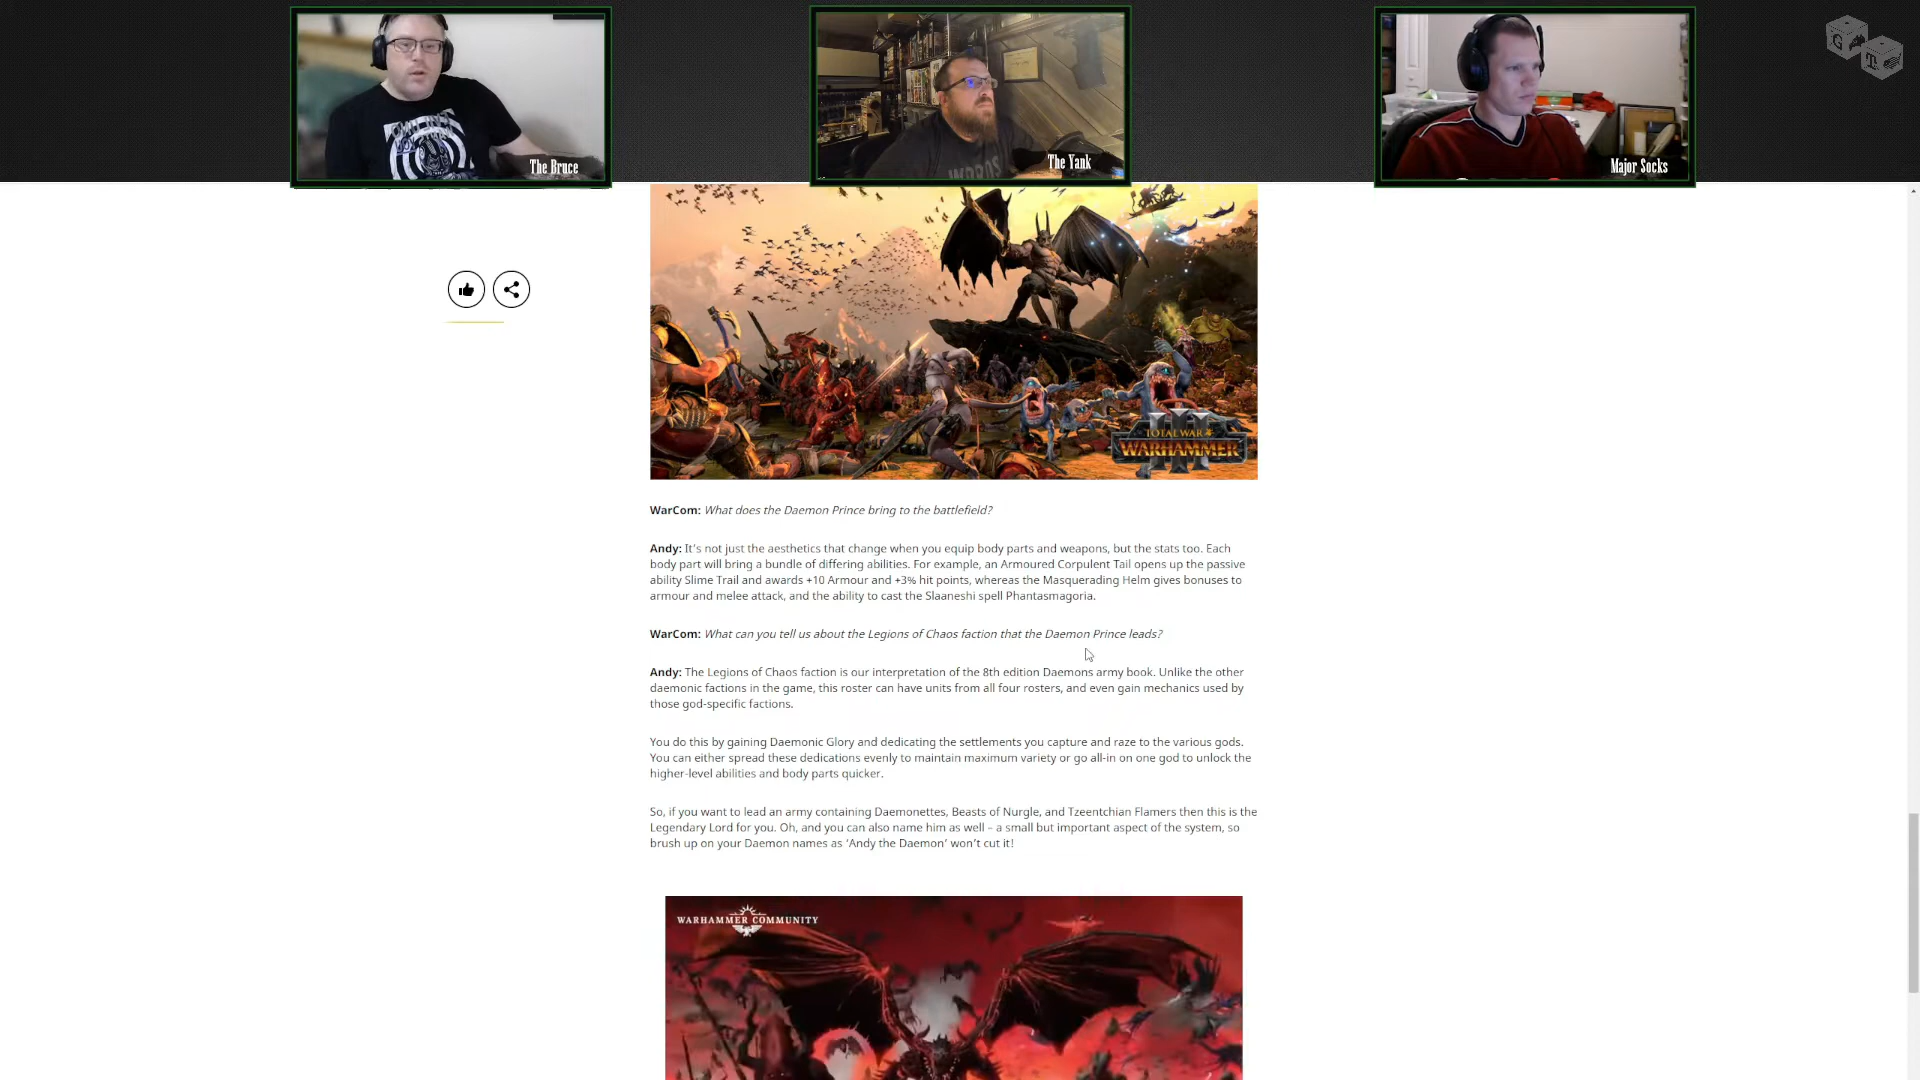 The Bruce
The Yank
Major Socks
G
T
TOTAL WAR
WARHAMMER
III
WarCom: What does the Daemon Prince bring to the battlefield?
Andy: It's not just the aesthetics that change when you equip body parts and weapons, but the stats too. Each
body part will bring a bundle of differing abilities. For example, an Armoured Corpulent Tail opens up the passive
ability Slime Trail and awards +10 Armour and +3% hit points, whereas the Masquerading Helm gives bonuses to
armour and melee attack, and the ability to cast the Slaaneshi spell Phantasmagoria.
WarCom: What can you tell us about the Legions of Chaos faction that the Daemon Prince leads?
Andy: The Legions of Chaos faction is our interpretation of the 8th edition Daemons army book. Unlike the other
daemonic factions in the game, this roster can have units from all four rosters, and even gain mechanics used by
those god-specific factions.
You do this by gaining Daemonic Glory and dedicating the settlements you capture and raze to the various gods.
You can either spread these dedications evenly to maintain maximum variety or go all-in on one god to unlock the
higher-level abilities and body parts quicker.
So, if you want to lead an army containing Daemonettes, Beasts of Nurgle, and Tzeentchian Flamers then this is the
Legendary Lord for you. Oh, and you can also name him as well – a small but important aspect of the system, so
brush up on your Daemon names as ‘Andy the Daemon’ won't cut it!
WARHAMMER COMMUNITY